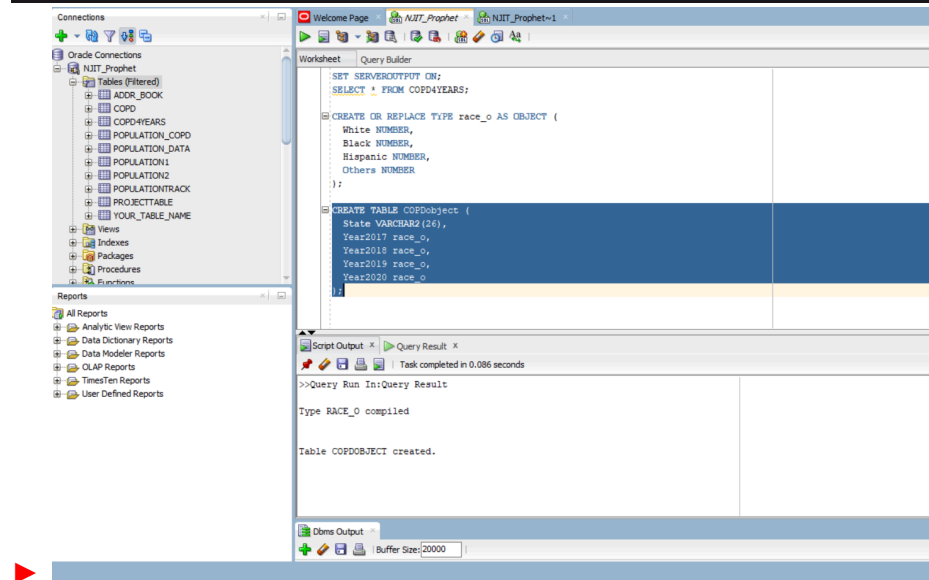 Connections
Oracle Connections
NJIT_Prophet
Tables (Filtered)
ADDR_BOOK
COPD
COPD4YEARS
POPULATION_COPD
POPULATION_DATA
POPULATION1
POPULATION2
POPULATIONTRACK
PROJECTTABLE
YOUR_TABLE_NAME
Views
Indexes
Packages
Procedures
Functions
Reports
All Reports
Analytic View Reports
Data Dictionary Reports
Data Modeler Reports
OLAP Reports
TimesTen Reports
User Defined Reports
Welcome Page NJIT_Prophet NJIT_Prophet~1
Worksheet Query Builder
SET SERVEROUTPUT ON;
SELECT * FROM COPD4YEARS;
CREATE OR REPLACE TYPE race_o AS OBJECT (
White NUMBER,
Black NUMBER,
Hispanic NUMBER,
Others NUMBER
);
CREATE TABLE COPDobject (
State VARCHAR2(26),
Year2017 race_o,
Year2018 race_o,
Year2019 race_o,
Year2020 race_o
);
Script Output x Query Result x
Task completed in 0.086 seconds
>>Query Run In:Query Result
Type RACE_O compiled
Table COPDOBJECT created.
Dbms Output
Buffer Size: 20000